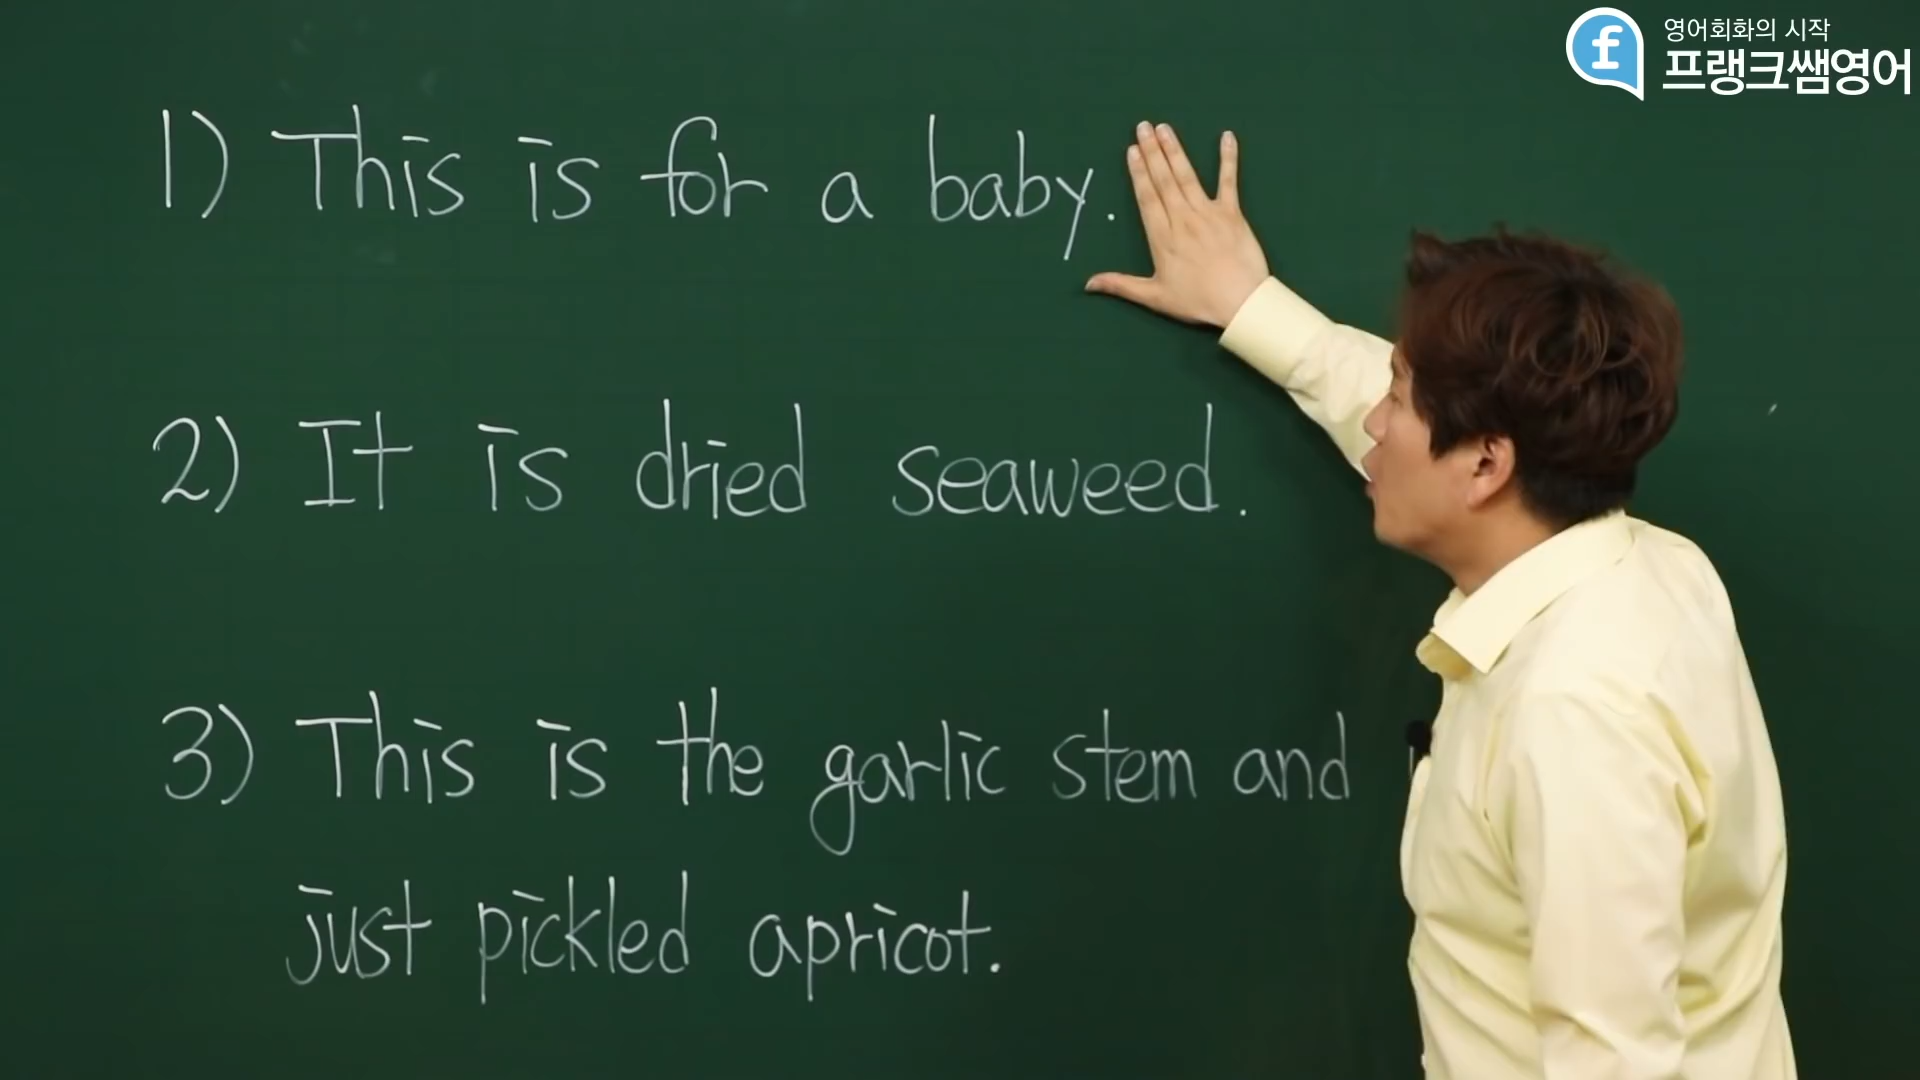 영어회화의 시작
프랭크쌤영어
1) This is for a baby.
2) It is dried seaweed.
3) This is the garlic stem and
just pickled apricot.